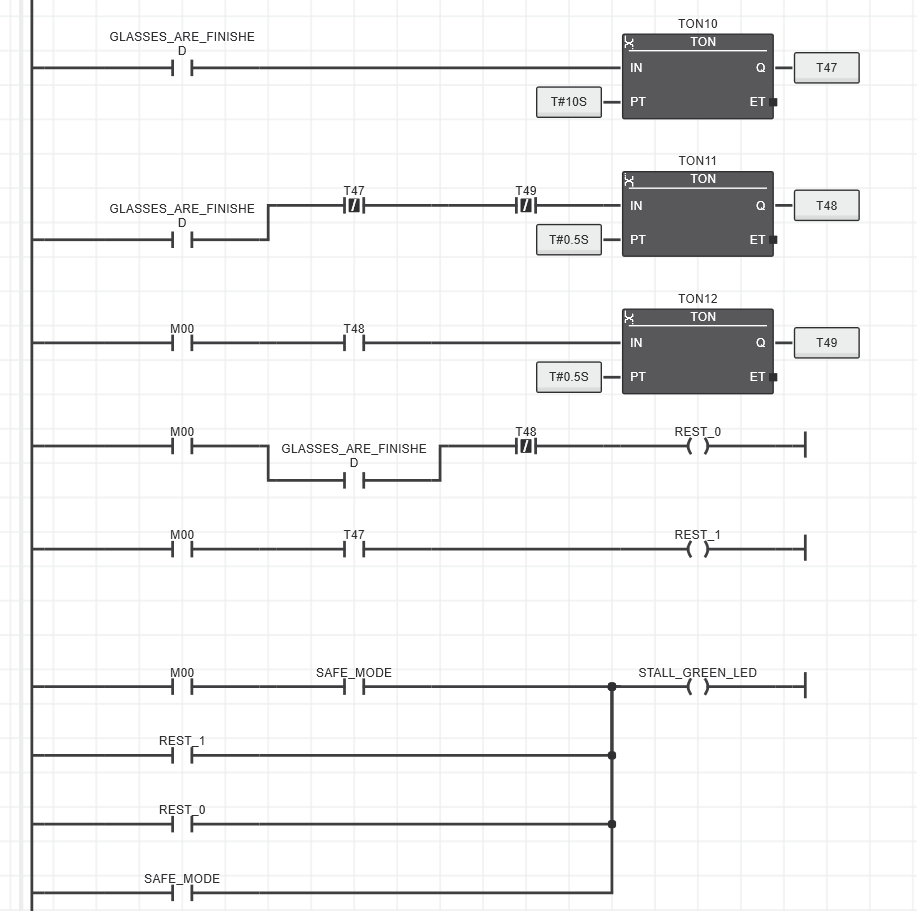 TON10
GLASSES_ARE_FINISHE
D
TON
IN
Q
T47
T#10S
PT
ET
TON11
TON
T47
T49
GLASSES_ARE_FINISHE
D
IN
Q
T48
T#0.5S
PT
ET
TON12
TON
M00
T48
IN
Q
T49
T#0.5S
PT
ET
M00
GLASSES_ARE_FINISHE
D
T48
REST_0
M00
T47
REST_1
M00
SAFE_MODE
STALL_GREEN_LED
REST_1
REST_0
SAFE_MODE